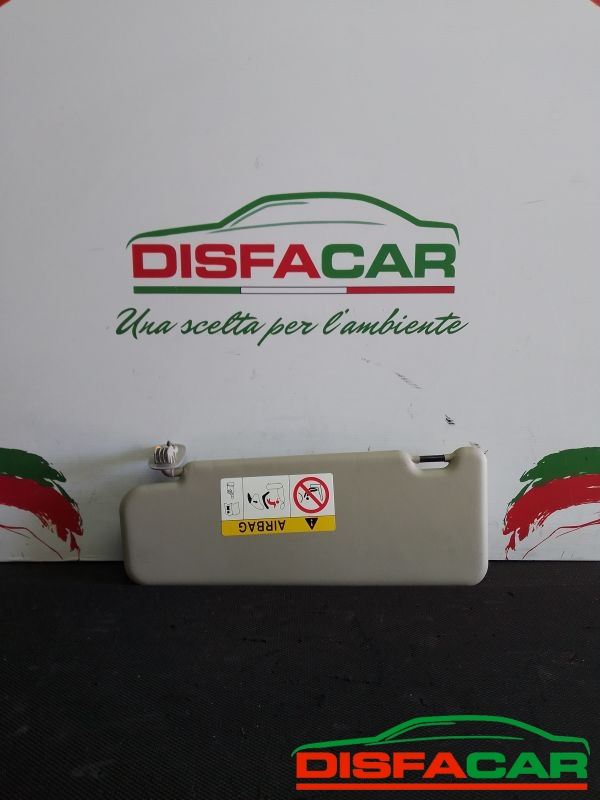 DISFACAR
Una scelta per l'ambiente
AIRBAG
DISFACAR